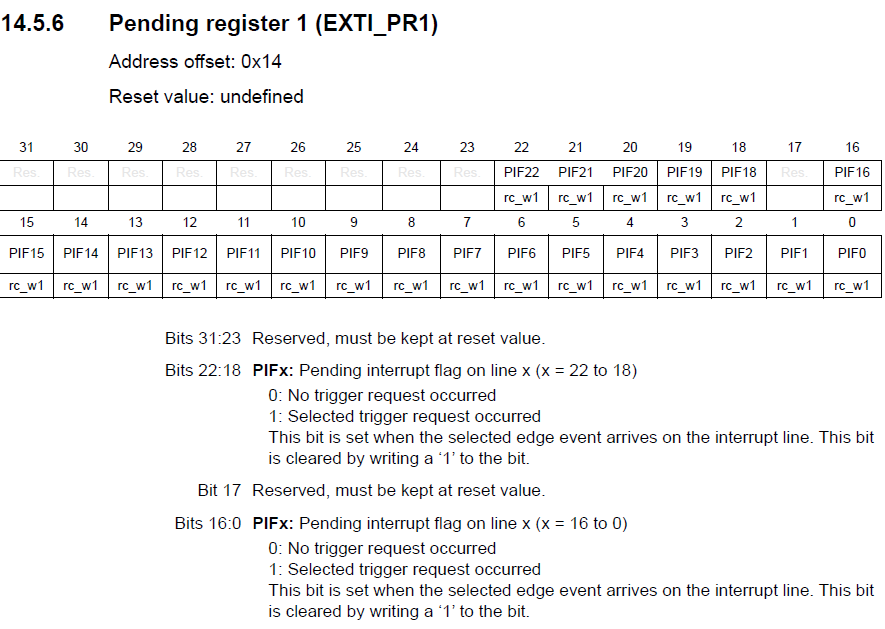 14.5.6 Pending register 1 (EXTI_PR1)
Address offset: 0x14
Reset value: undefined
31 30 29 28 27 26 25 24 23 22 21 20 19 18 17 16
Res. Res. Res. Res. Res. Res. Res. Res. Res. PIF22 PIF21 PIF20 PIF19 PIF18 Res. PIF16
rc_w1 rc_w1 rc_w1 rc_w1 rc_w1 rc_w1
15 14 13 12 11 10 9 8 7 6 5 4 3 2 1 0
PIF15 PIF14 PIF13 PIF12 PIF11 PIF10 PIF9 PIF8 PIF7 PIF6 PIF5 PIF4 PIF3 PIF2 PIF1 PIF0
rc_w1 rc_w1 rc_w1 rc_w1 rc_w1 rc_w1 rc_w1 rc_w1 rc_w1 rc_w1 rc_w1 rc_w1 rc_w1 rc_w1 rc_w1 rc_w1
Bits 31:23 Reserved, must be kept at reset value.
Bits 22:18 PIFx: Pending interrupt flag on line x (x = 22 to 18)
0: No trigger request occurred
1: Selected trigger request occurred
This bit is set when the selected edge event arrives on the interrupt line. This bit
is cleared by writing a ‘1’ to the bit.
Bit 17 Reserved, must be kept at reset value.
Bits 16:0 PIFx: Pending interrupt flag on line x (x = 16 to 0)
0: No trigger request occurred
1: Selected trigger request occurred
This bit is set when the selected edge event arrives on the interrupt line. This bit
is cleared by writing a ‘1’ to the bit.